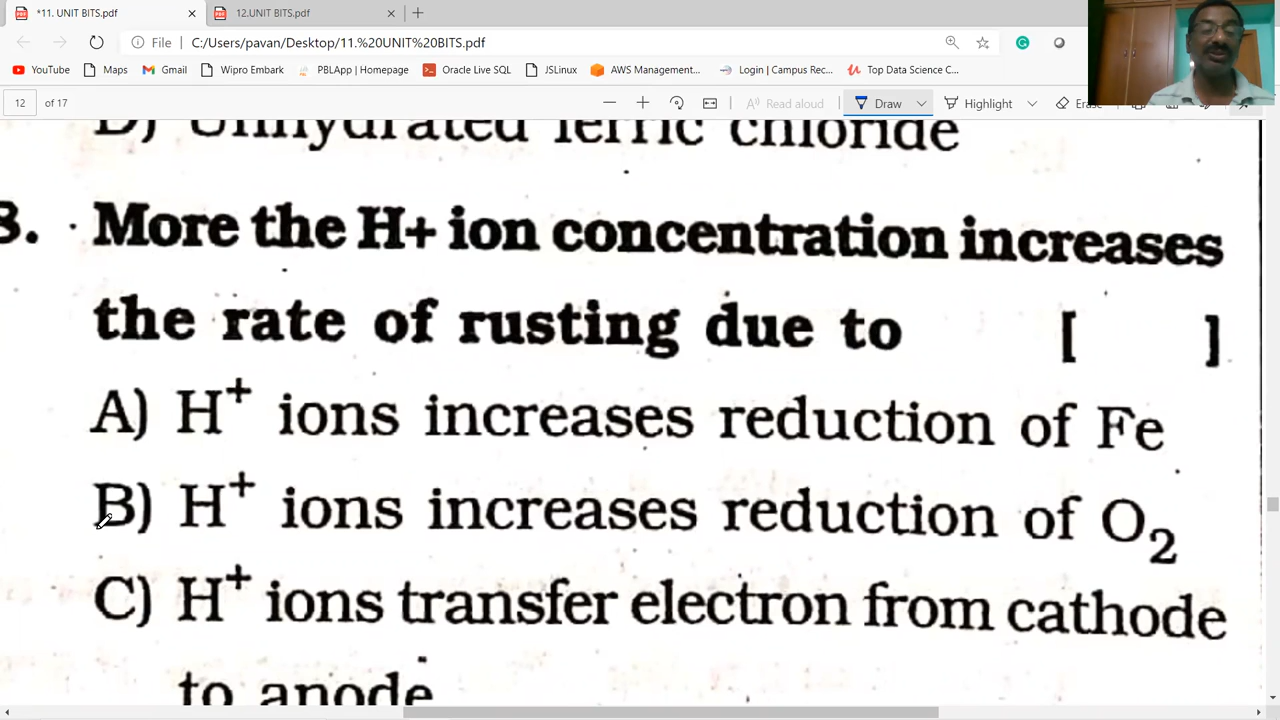 *11. UNIT BITS.pdf
12.UNIT BITS.pdf
File C:/Users/pavan/Desktop/11.%20UNIT%20BITS.pdf
YouTube Maps Gmail Wipro Embark PBLApp | Homepage Oracle Live SQL JSLinux AWS Management... Login | Campus Rec... Top Data Science C...
12 of 17 Read aloud Draw Highlight
D) Unhydrated ferric chloride
3. More the H+ ion concentration increases
the rate of rusting due to [ ]
A) H⁺ ions increases reduction of Fe
B) H⁺ ions increases reduction of O₂
C) H⁺ ions transfer electron from cathode
to anode